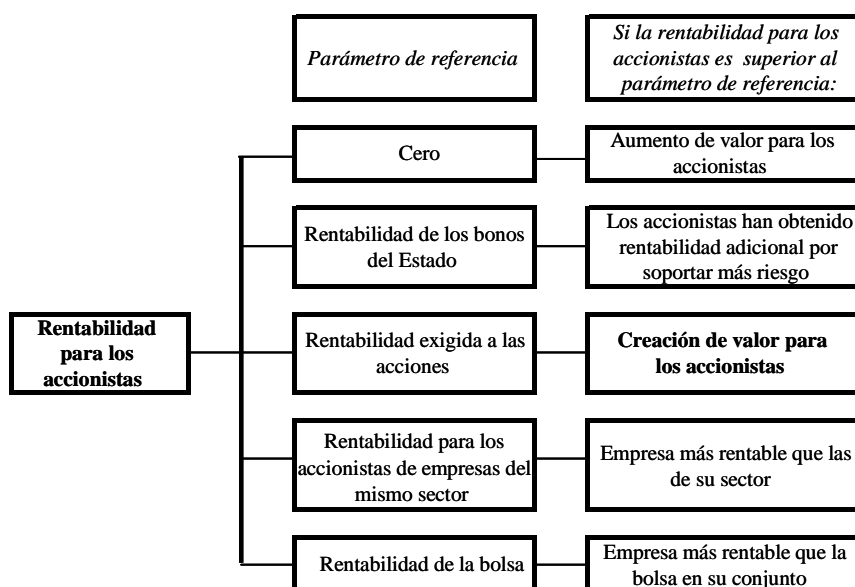 Parámetro de referencia
Si la rentabilidad para los
accionistas es superior al
parámetro de referencia:
Cero
Aumento de valor para los
accionistas
Rentabilidad de los bonos
del Estado
Los accionistas han obtenido
rentabilidad adicional por
soportar más riesgo
Rentabilidad
para los
accionistas
Rentabilidad exigida a las
acciones
Creación de valor para
los accionistas
Rentabilidad para los
accionistas de empresas del
mismo sector
Empresa más rentable que las
de su sector
Rentabilidad de la bolsa
Empresa más rentable que la
bolsa en su conjunto